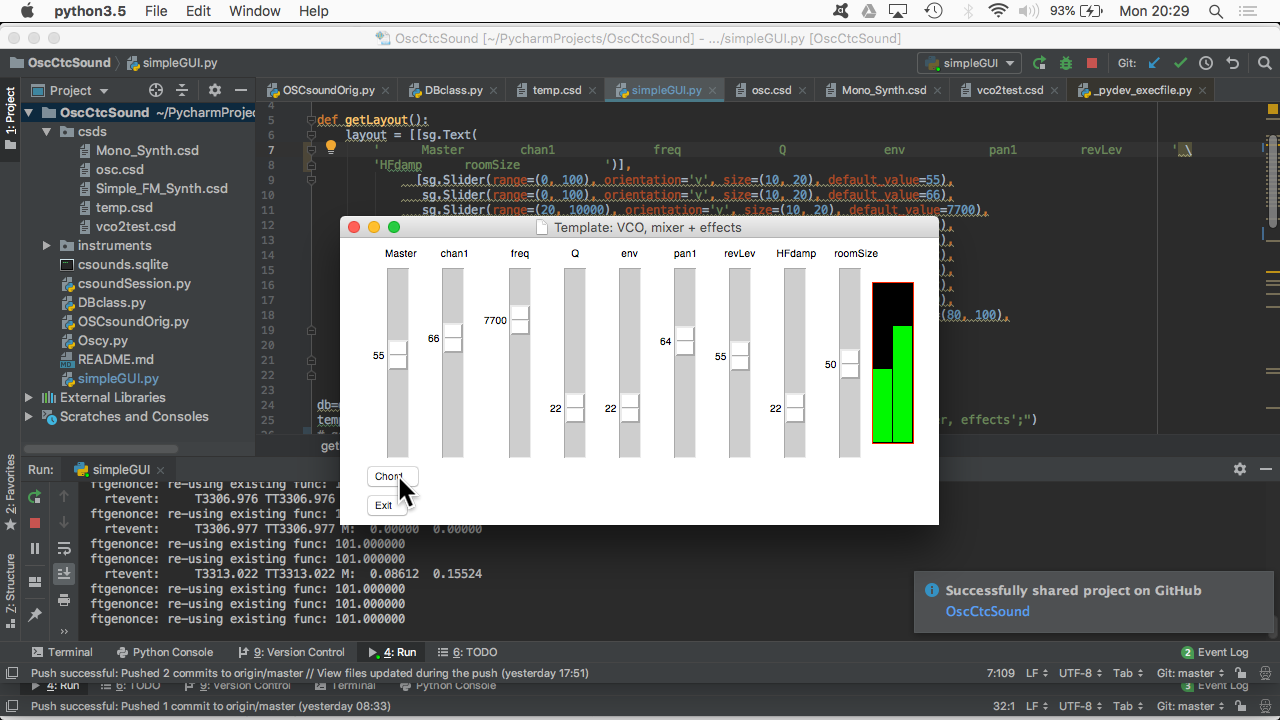 python3.5 File Edit Window Help 93% Mon 20:29
OscCtcSound [~/PycharmProjects/OscCtcSound] - .../simpleGUI.py [OscCtcSound]
OscCtcSound simpleGUI.py simpleGUI Git:
1: Project
Project
OSCsoundOrig.py DBclass.py temp.csd simpleGUI.py osc.csd Mono_Synth.csd vco2test.csd _pydev_execfile.py
OscCtcSound ~/PycharmProjec
csds
Mono_Synth.csd
osc.csd
Simple_FM_Synth.csd
temp.csd
vco2test.csd
instruments
csounds.sqlite
csoundSession.py
DBclass.py
OSCsoundOrig.py
Oscy.py
README.md
simpleGUI.py
External Libraries
Scratches and Consoles
4
5 def getLayout():
6 layout = [[sg.Text(
7 ' Master chan1 freq Q env pan1 revLev ' \
8 'HFdamp roomSize ')],
9 [sg.Slider(range=(0, 100), orientation='v', size=(10, 20), default_value=55),
10 sg.Slider(range=(0, 100), orientation='v', size=(10, 20), default_value=66),
11 sg.Slider(range=(20, 10000), orientation='v', size=(10, 20), default_value=7700),
12
13
14
15
16
17
18 (80, 100),
19
20
21
22
23
24 db=
25 tem r, effects';")
get
Template: VCO, mixer + effects
Master chan1 freq Q env pan1 revLev HFdamp roomSize
55 66 7700 22 22 64 55 22 50
Chord
Exit
Run: simpleGUI
ftgenonce: re-using existing func: 1
rtevent: T3306.976 TT3306.976
ftgenonce: re-using existing func: 1
rtevent: T3306.977 TT3306.977 M: 0.00000 0.00000
ftgenonce: re-using existing func: 101.000000
ftgenonce: re-using existing func: 101.000000
rtevent: T3313.022 TT3313.022 M: 0.08612 0.15524
ftgenonce: re-using existing func: 101.000000
ftgenonce: re-using existing func: 101.000000
ftgenonce: re-using existing func: 101.000000
2: Favorites
7: Structure
Successfully shared project on GitHub
OscCtcSound
Terminal Python Console 9: Version Control 4: Run 6: TODO 2 Event Log
Push successful: Pushed 2 commits to origin/master // View files updated during the push (yesterday 17:51) 7:109 LF UTF-8 Tab Git: master
4: Run 6: TODO 9: Version Control Terminal Python Console 3 Event Log
Push successful: Pushed 1 commit to origin/master (yesterday 08:33) 32:1 LF UTF-8 Tab Git: master